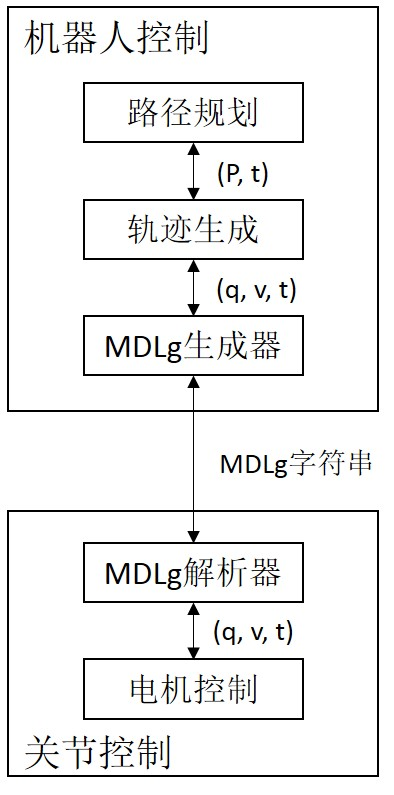 机器人控制
路径规划
(P, t)
轨迹生成
(q, v, t)
MDLg生成器
MDLg字符串
MDLg解析器
(q, v, t)
电机控制
关节控制